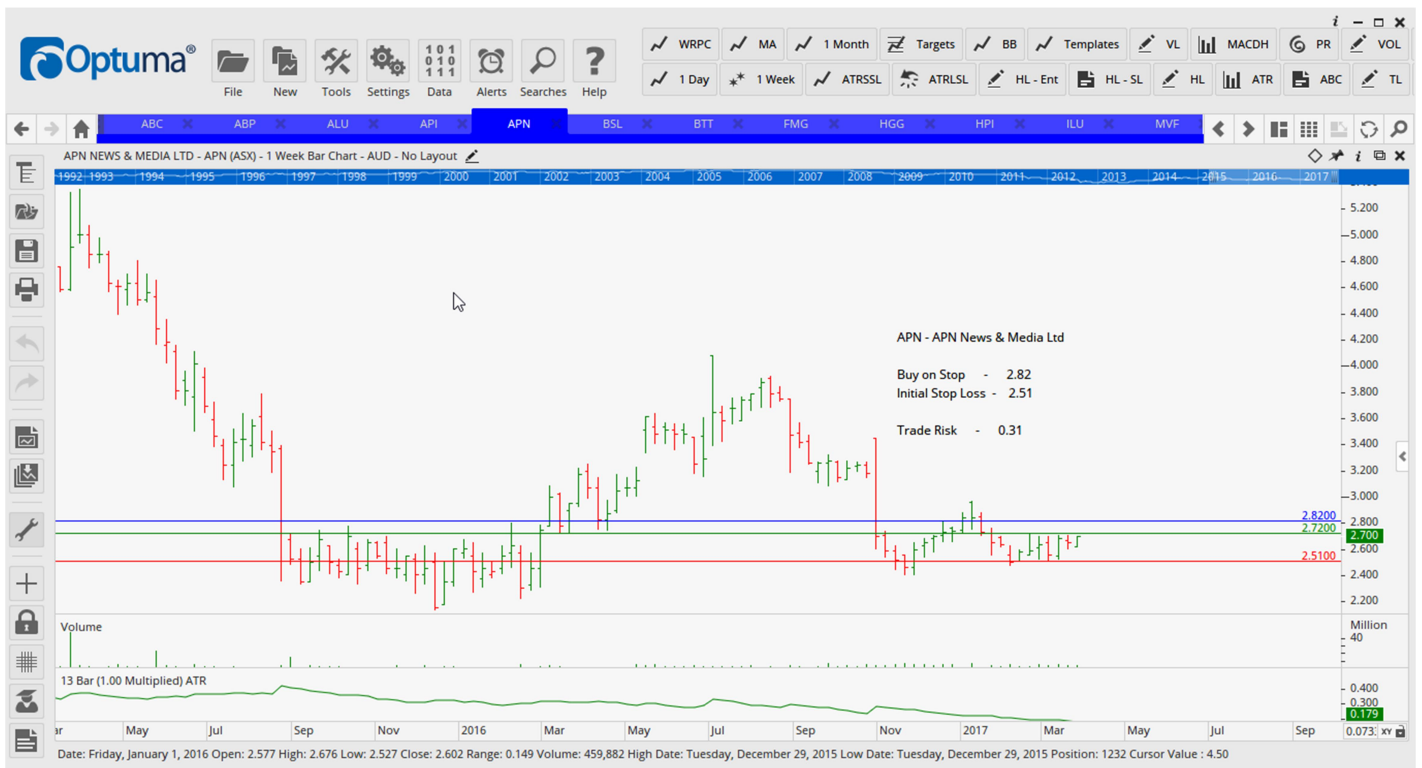 Optuma®
File New Tools Settings Data Alerts Searches Help
WRPC MA 1 Month Targets BB Templates VL MACDH PR VOL
1 Day 1 Week ATRSSL ATRLSL HL - Ent HL - SL HL ATR ABC TL
ABC ABP ALU API APN BSL BTT FMG HGG HPI ILU MVF
APN NEWS & MEDIA LTD - APN (ASX) - 1 Week Bar Chart - AUD - No Layout
1992 1993 1994 1995 1996 1997 1998 1999 2000 2001 2002 2003 2004 2005 2006 2007 2008 2009 2010 2011 2012 2013 2014 2015 2016 2017
5.200
5.000
4.800
4.600
4.400
APN - APN News & Media Ltd
4.200
4.000
Buy on Stop - 2.82
3.800
Initial Stop Loss - 2.51
3.600
Trade Risk - 0.31
3.400
3.200
3.000
2.8200
2.800
2.7200
2.700
2.600
2.5100
2.400
2.200
Volume
Million
40
13 Bar (1.00 Multiplied) ATR
0.400
0.300
0.179
May Jul Sep Nov 2016 Mar May Jul Sep Nov 2017 Mar May Jul Sep XY
Date: Friday, January 1, 2016 Open: 2.577 High: 2.676 Low: 2.527 Close: 2.602 Range: 0.149 Volume: 459,882 High Date: Tuesday, December 29, 2015 Low Date: Tuesday, December 29, 2015 Position: 1232 Cursor Value : 4.50